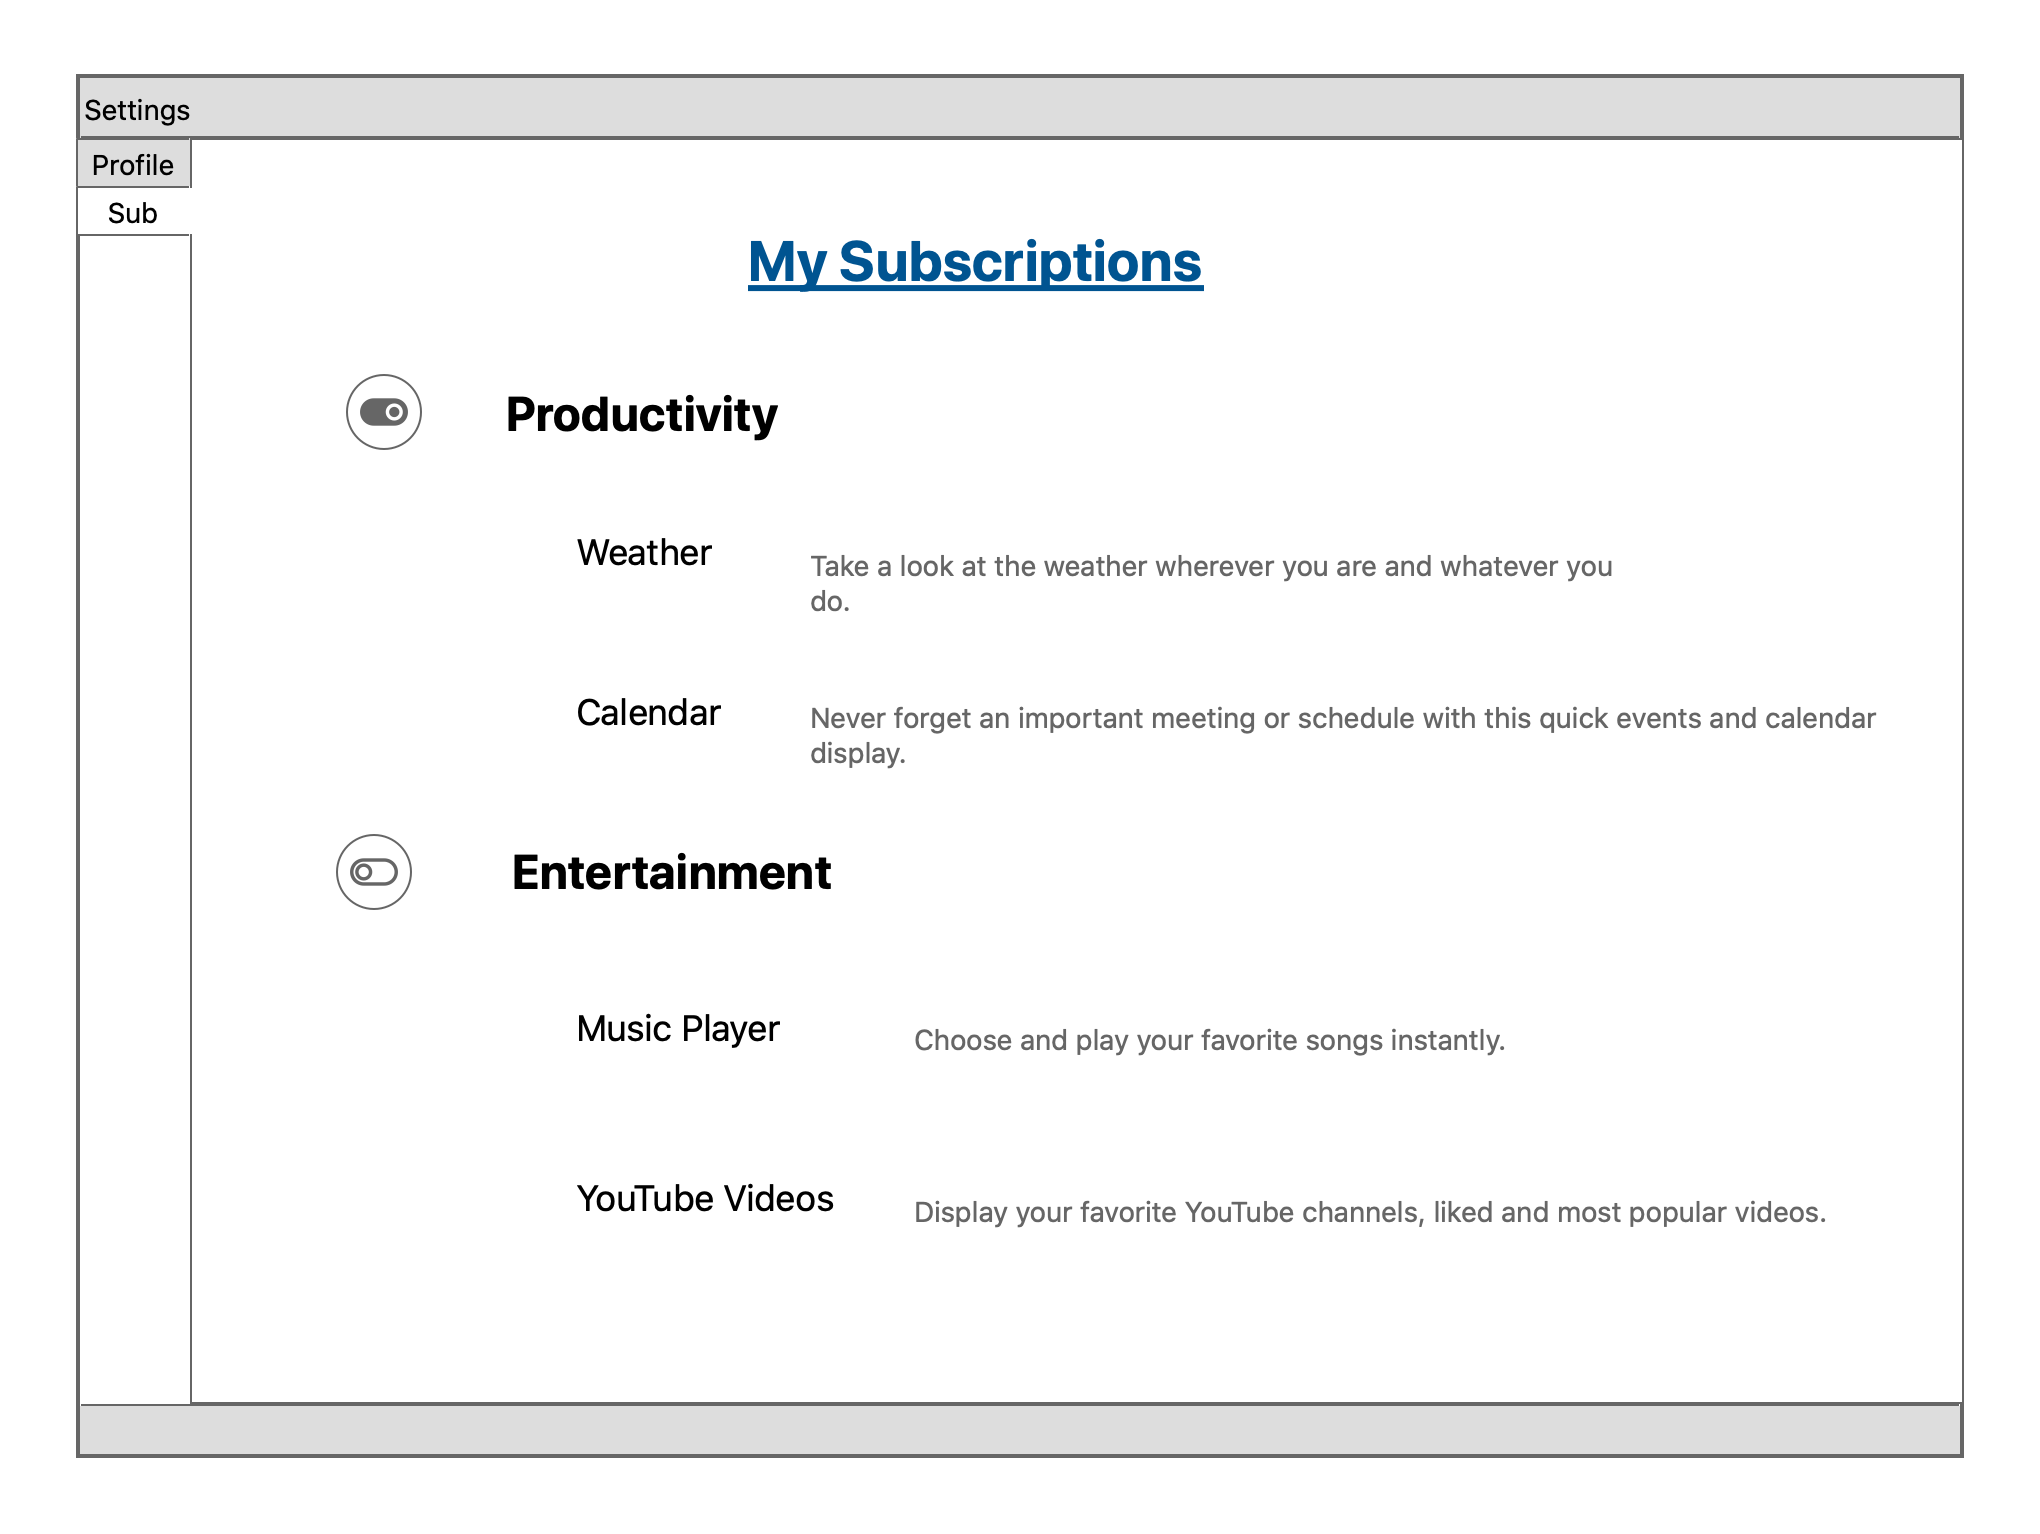 Settings
Profile
Sub
My Subscriptions
Productivity
Weather
Take a look at the weather wherever you are and whatever you
do.
Calendar
Never forget an important meeting or schedule with this quick events and calendar
display.
Entertainment
Music Player
Choose and play your favorite songs instantly.
YouTube Videos
Display your favorite YouTube channels, liked and most popular videos.